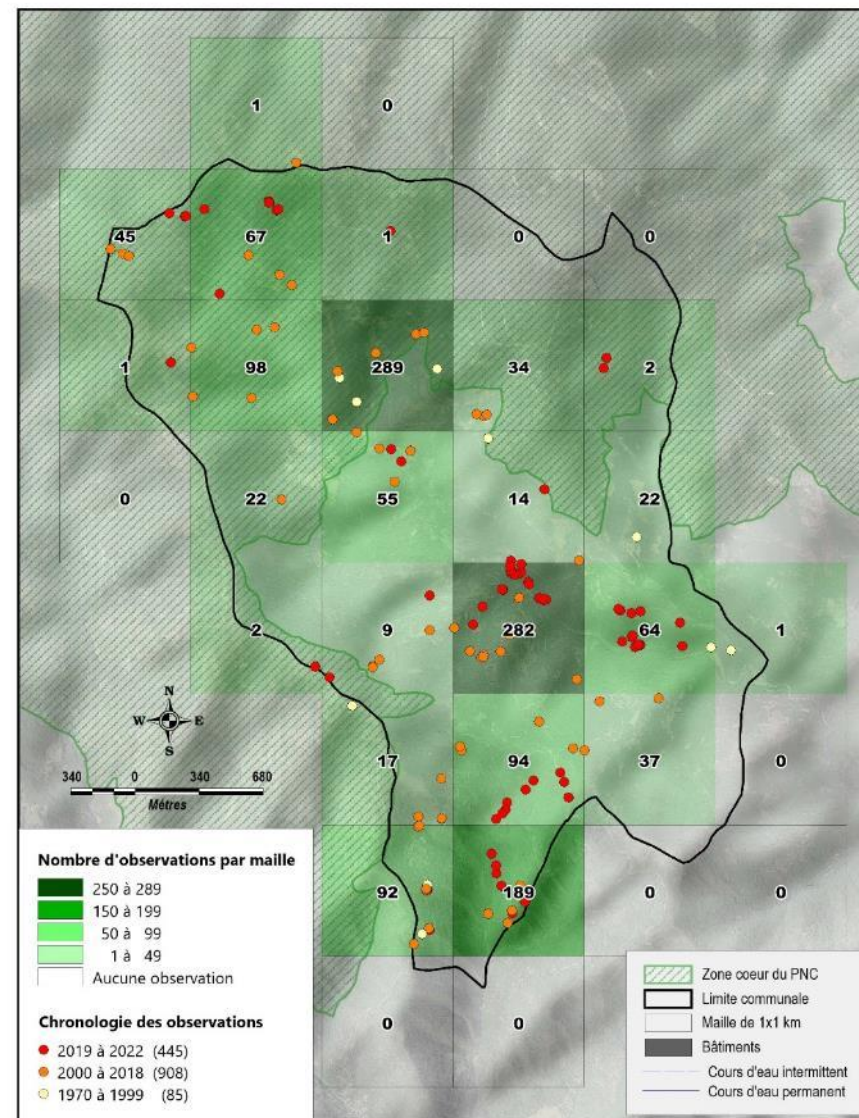 1 0
45 67 1 0 0
1 98 289 34 2
0 22 55 14 22
2 9 282 64 1
N
W E
S
340 0 340 680
Mètres
17 94 37 0
92 189 0 0
0 0
Nombre d'observations par maille
250 à 289
150 à 199
50 à 99
1 à 49
Aucune observation
Chronologie des observations
2019 à 2022 (445)
2000 à 2018 (908)
1970 à 1999 (85)
Zone coeur du PNC
Limite communale
Maille de 1x1 km
Bâtiments
Cours d'eau intermittent
Cours d'eau permanent